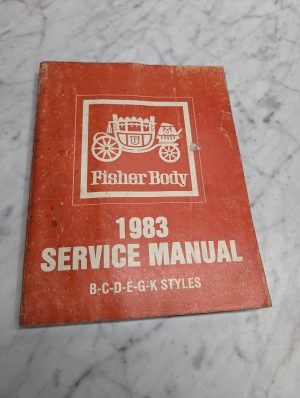 Fisher Body
1983
SERVICE MANUAL
B-C-D-E-G-K STYLES